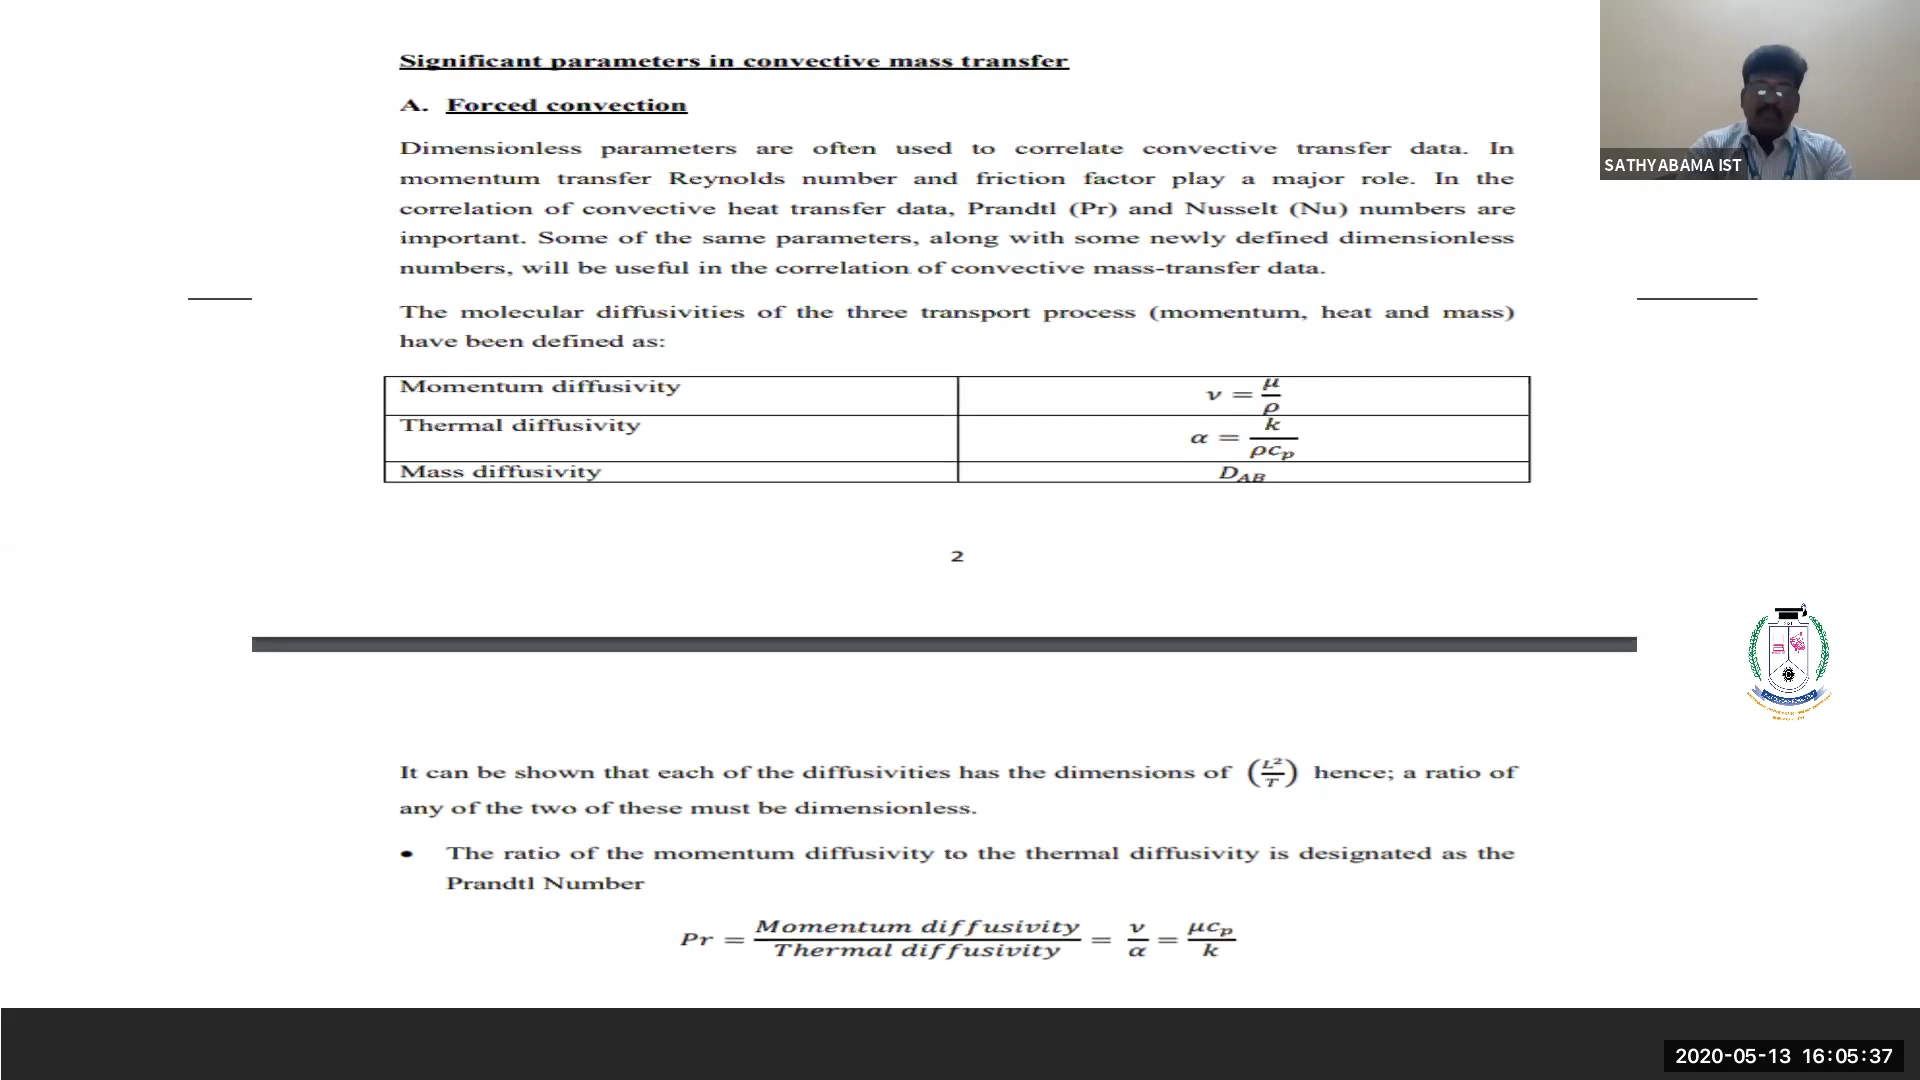 Significant parameters in convective mass transfer
A. Forced convection
Dimensionless parameters are often used to correlate convective transfer data. In
momentum transfer Reynolds number and friction factor play a major role. In the
correlation of convective heat transfer data, Prandtl (Pr) and Nusselt (Nu) numbers are
important. Some of the same parameters, along with some newly defined dimensionless
numbers, will be useful in the correlation of convective mass-transfer data.
The molecular diffusivities of the three transport process (momentum, heat and mass)
have been defined as:
Momentum diffusivity ν = μ/ρ
Thermal diffusivity α = k/ρc_p
Mass diffusivity D_AB
2
It can be shown that each of the diffusivities has the dimensions of (L²/T) hence; a ratio of
any of the two of these must be dimensionless.
• The ratio of the momentum diffusivity to the thermal diffusivity is designated as the
Prandtl Number
Pr = Momentum diffusivity/Thermal diffusivity = ν/α = μc_p/k
SATHYABAMA IST
2020-05-13 16:05:37